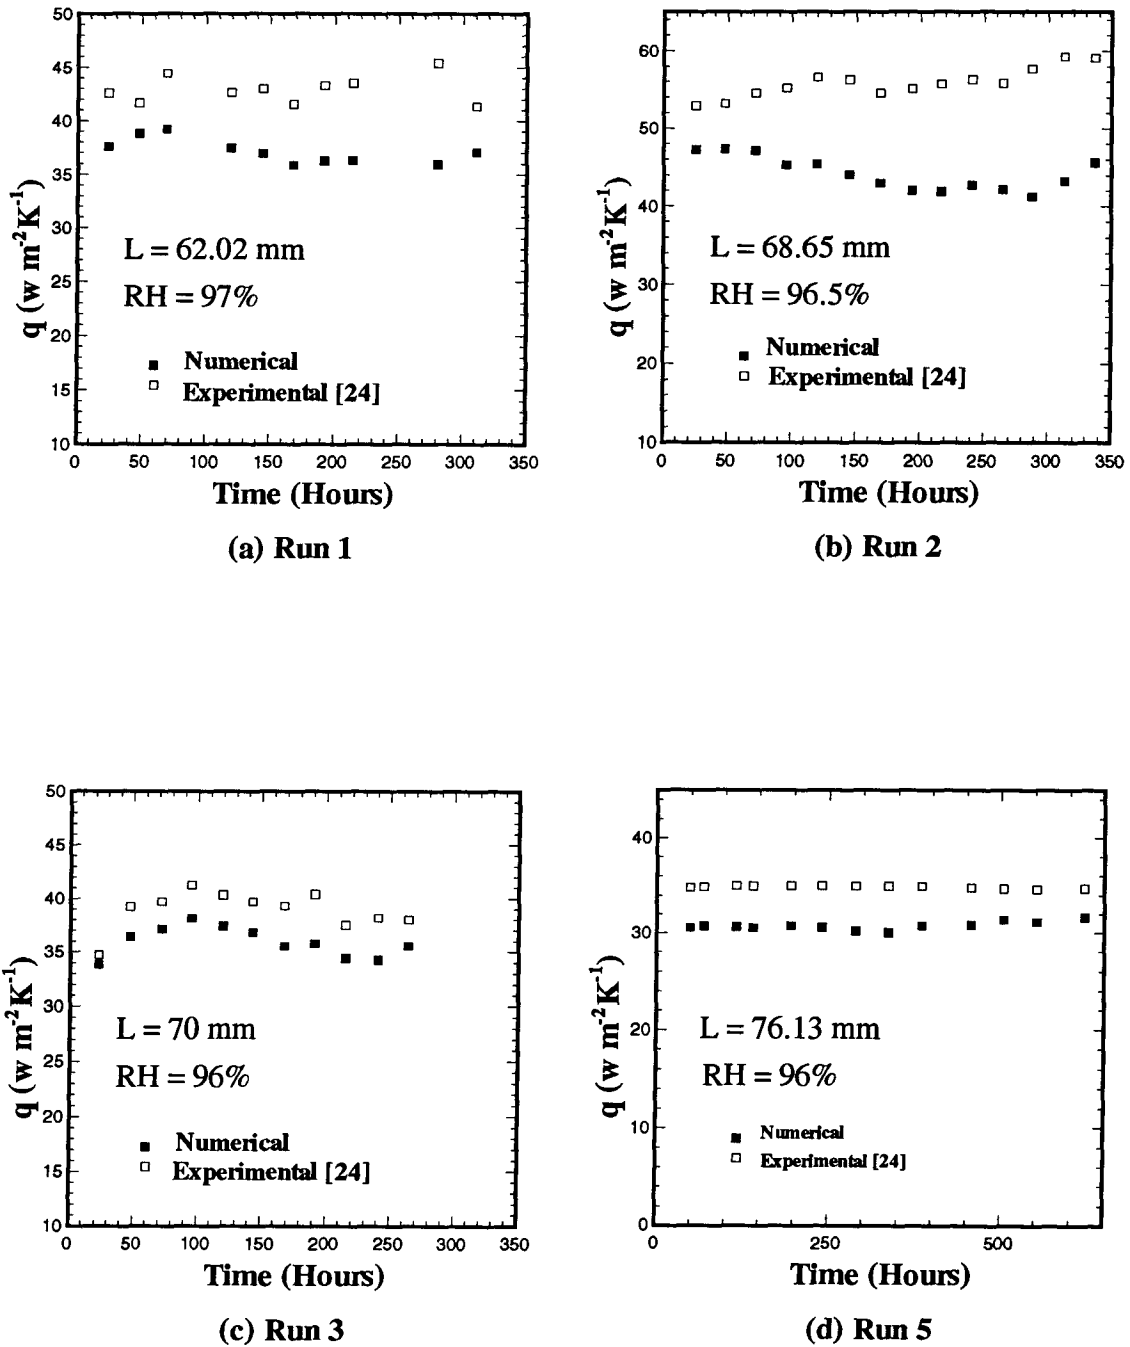 50
45
40
35
30
25
20
15
10
q (w m-2K-1)
L = 62.02 mm
RH = 97%
Numerical
Experimental [24]
0 50 100 150 200 250 300 350
Time (Hours)
(a) Run 1
60
50
40
30
20
10
q (w m-2K-1)
L = 68.65 mm
RH = 96.5%
Numerical
Experimental [24]
0 50 100 150 200 250 300 350
Time (Hours)
(b) Run 2
50
45
40
35
30
25
20
15
10
q (w m-2K-1)
L = 70 mm
RH = 96%
Numerical
Experimental [24]
0 50 100 150 200 250 300 350
Time (Hours)
(c) Run 3
40
30
20
10
0
q (w m-2K-1)
L = 76.13 mm
RH = 96%
Numerical
Experimental [24]
0 250 500
Time (Hours)
(d) Run 5